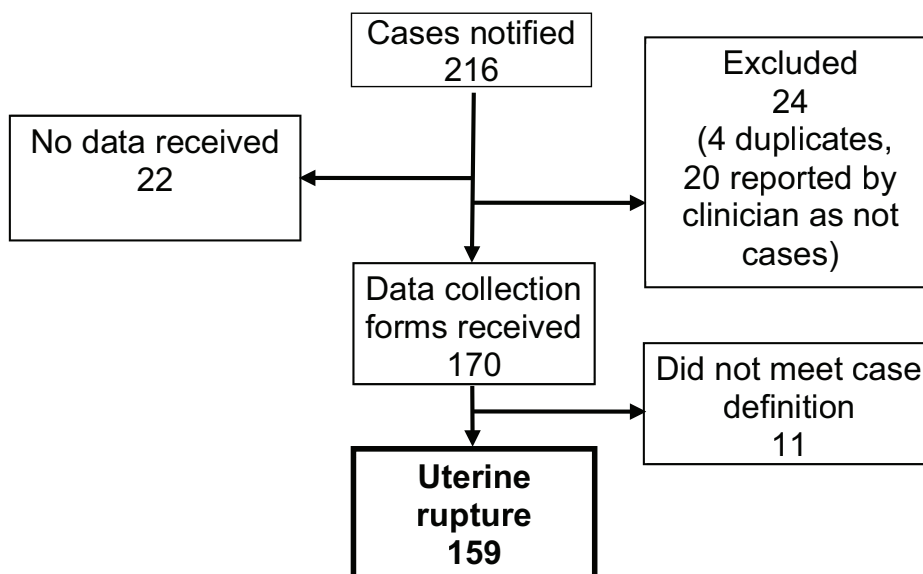 Cases notified
216
Excluded
24
(4 duplicates,
20 reported by
clinician as not
cases)
No data received
22
Data collection
forms received
170
Did not meet case
definition
11
Uterine
rupture
159